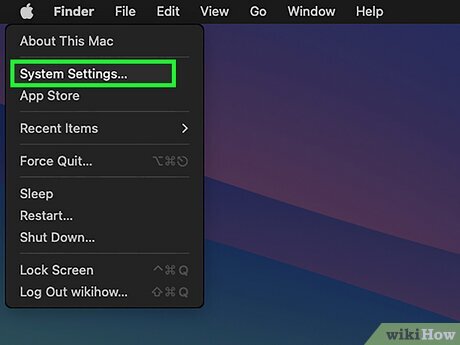 Finder File Edit View Go Window Help
About This Mac
System Settings...
App Store
Recent Items
Force Quit... ⌥⌘⎋
Sleep
Restart...
Shut Down...
Lock Screen ^⌘Q
Log Out wikihow... ⇧⌘Q
wikiHow